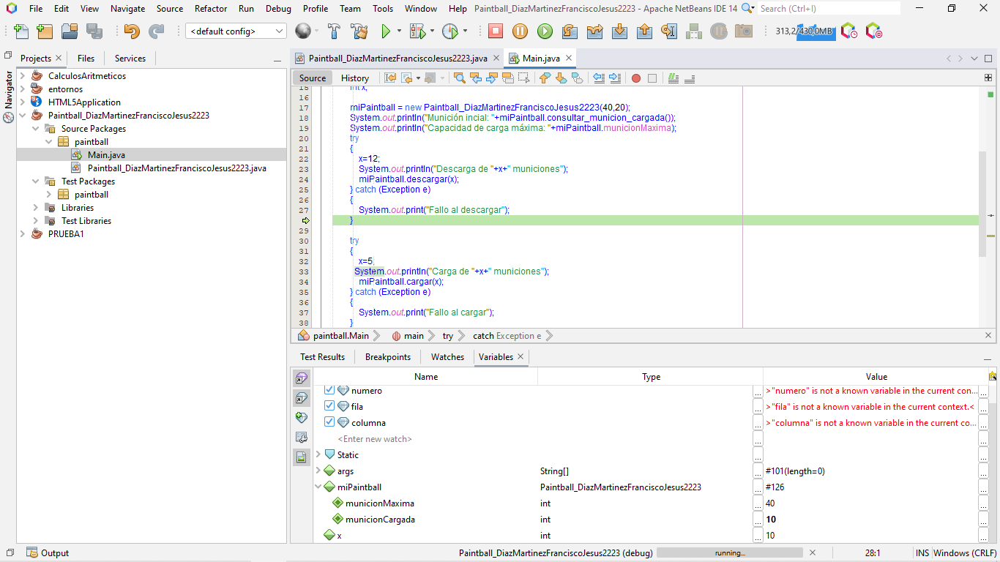 File Edit View Navigate Source Refactor Run Debug Profile Team Tools Window Help Paintball_DiazMartinezFranciscoJesus2223 - Apache NetBeans IDE 14 Search (Ctrl+I)
<default config> 313,2/430,0MB
Projects Files Services
Navigator
CalculosAritmeticos
entornos
HTML5Application
Paintball_DiazMartinezFranciscoJesus2223
Source Packages
paintball
Main.java
Paintball_DiazMartinezFranciscoJesus2223.java
Test Packages
paintball
Libraries
Test Libraries
PRUEBA1
Paintball_DiazMartinezFranciscoJesus2223.java Main.java
Source History
15 int x;
16
17 miPaintball = new Paintball_DiazMartinezFranciscoJesus2223(40,20);
18 System.out.println("Munición incial: "+miPaintball.consultar_municion_cargada());
19 System.out.println("Capacidad de carga máxima: "+miPaintball.municionMaxima);
20 try
21 {
22 x=12;
23 System.out.println("Descarga de "+x+" municiones");
24 miPaintball.descargar(x);
25 } catch (Exception e)
26 {
27 System.out.print("Fallo al descargar");
}
29
30 try
31 {
32 x=5;
33 System.out.println("Carga de "+x+" municiones");
34 miPaintball.cargar(x);
35 } catch (Exception e)
36 {
37 System.out.print("Fallo al cargar");
38 }
paintball.Main main try catch Exception e
Test Results Breakpoints Watches Variables
Name Type Value
numero ... >"numero" is not a known variable in the current con... ...
fila ... >"fila" is not a known variable in the current context.< ...
columna ... >"columna" is not a known variable in the current co... ...
<Enter new watch> ... ...
Static ... ...
args String[] ... #101(length=0) ...
miPaintball Paintball_DiazMartinezFranciscoJesus2223 ... #126 ...
municionMaxima int ... 40 ...
municionCargada int ... 10 ...
x int ... 10 ...
Output Paintball_DiazMartinezFranciscoJesus2223 (debug) running... 28:1 INS Windows (CRLF)